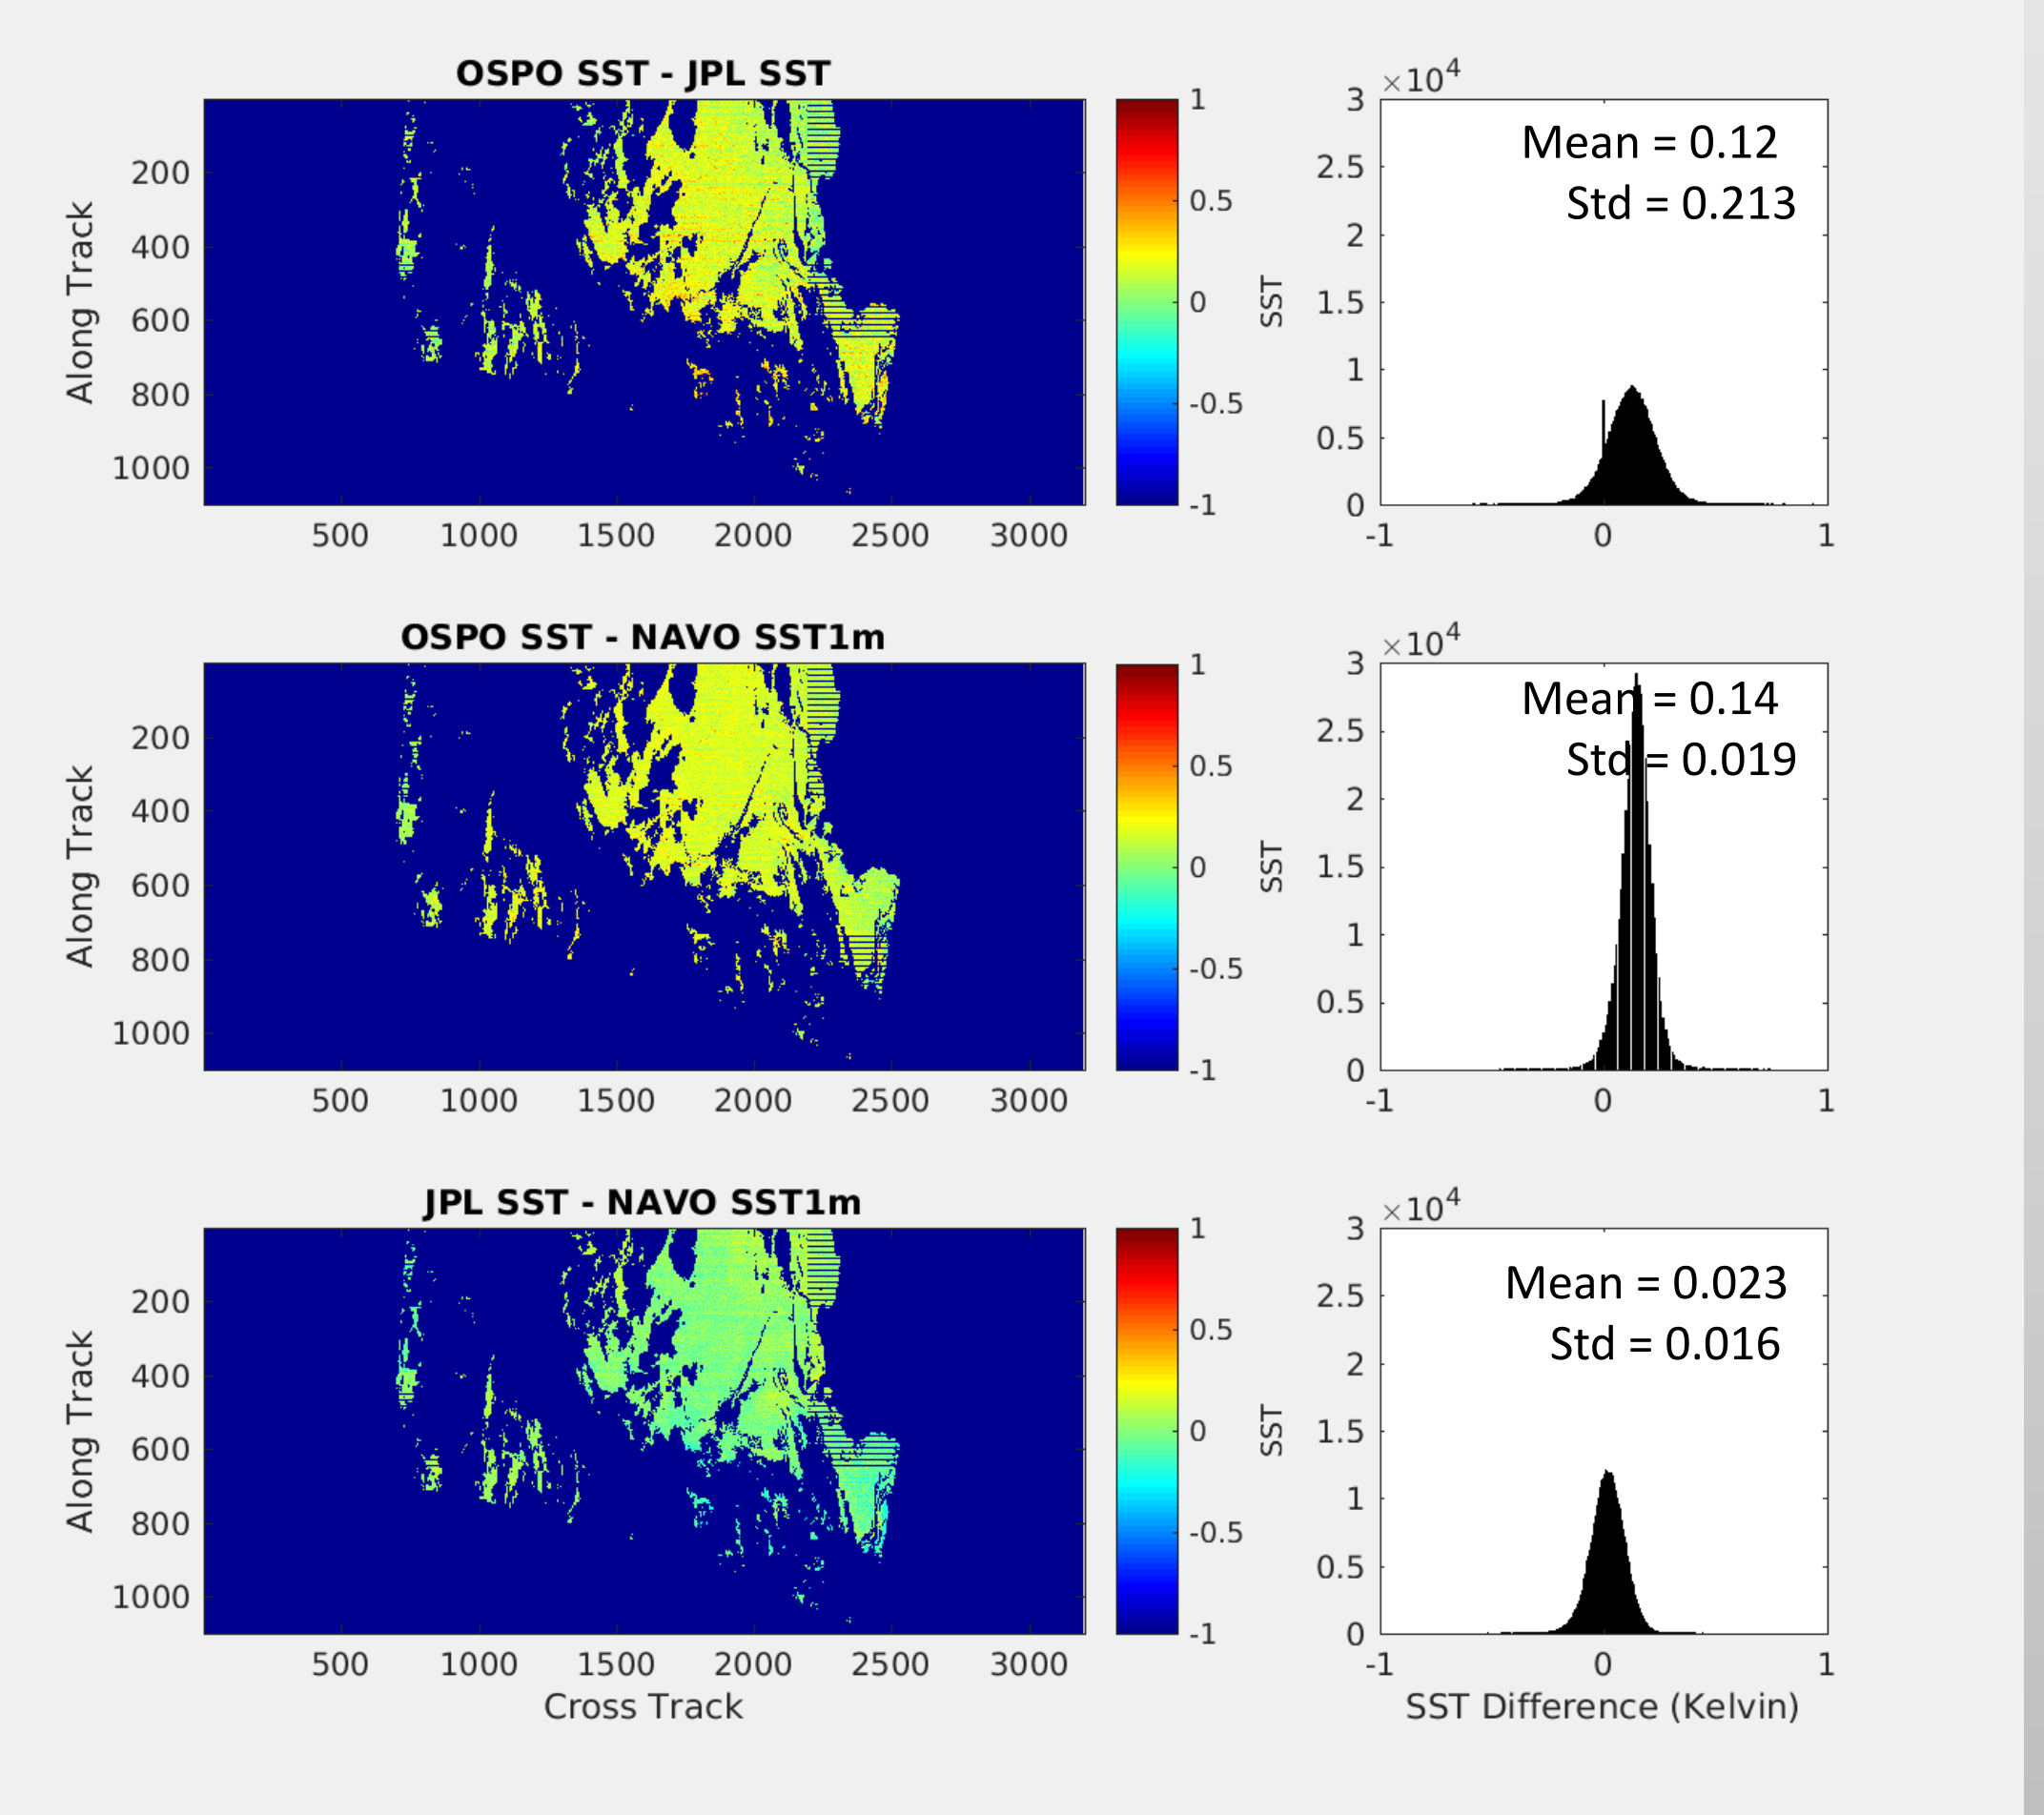 OSPO SST - JPL SST
Along Track
200
400
600
800
1000
500 1000 1500 2000 2500 3000
1
0.5
0
-0.5
-1
SST
×10⁴
3
2.5
2
1.5
1
0.5
0
-1 0 1
Mean = 0.12
Std = 0.213
OSPO SST - NAVO SST1m
Along Track
200
400
600
800
1000
500 1000 1500 2000 2500 3000
1
0.5
0
-0.5
-1
SST
×10⁴
3
2.5
2
1.5
1
0.5
0
-1 0 1
Mean = 0.14
Std = 0.019
JPL SST - NAVO SST1m
Along Track
200
400
600
800
1000
500 1000 1500 2000 2500 3000
Cross Track
1
0.5
0
-0.5
-1
SST
×10⁴
3
2.5
2
1.5
1
0.5
0
-1 0 1
Mean = 0.023
Std = 0.016
SST Difference (Kelvin)